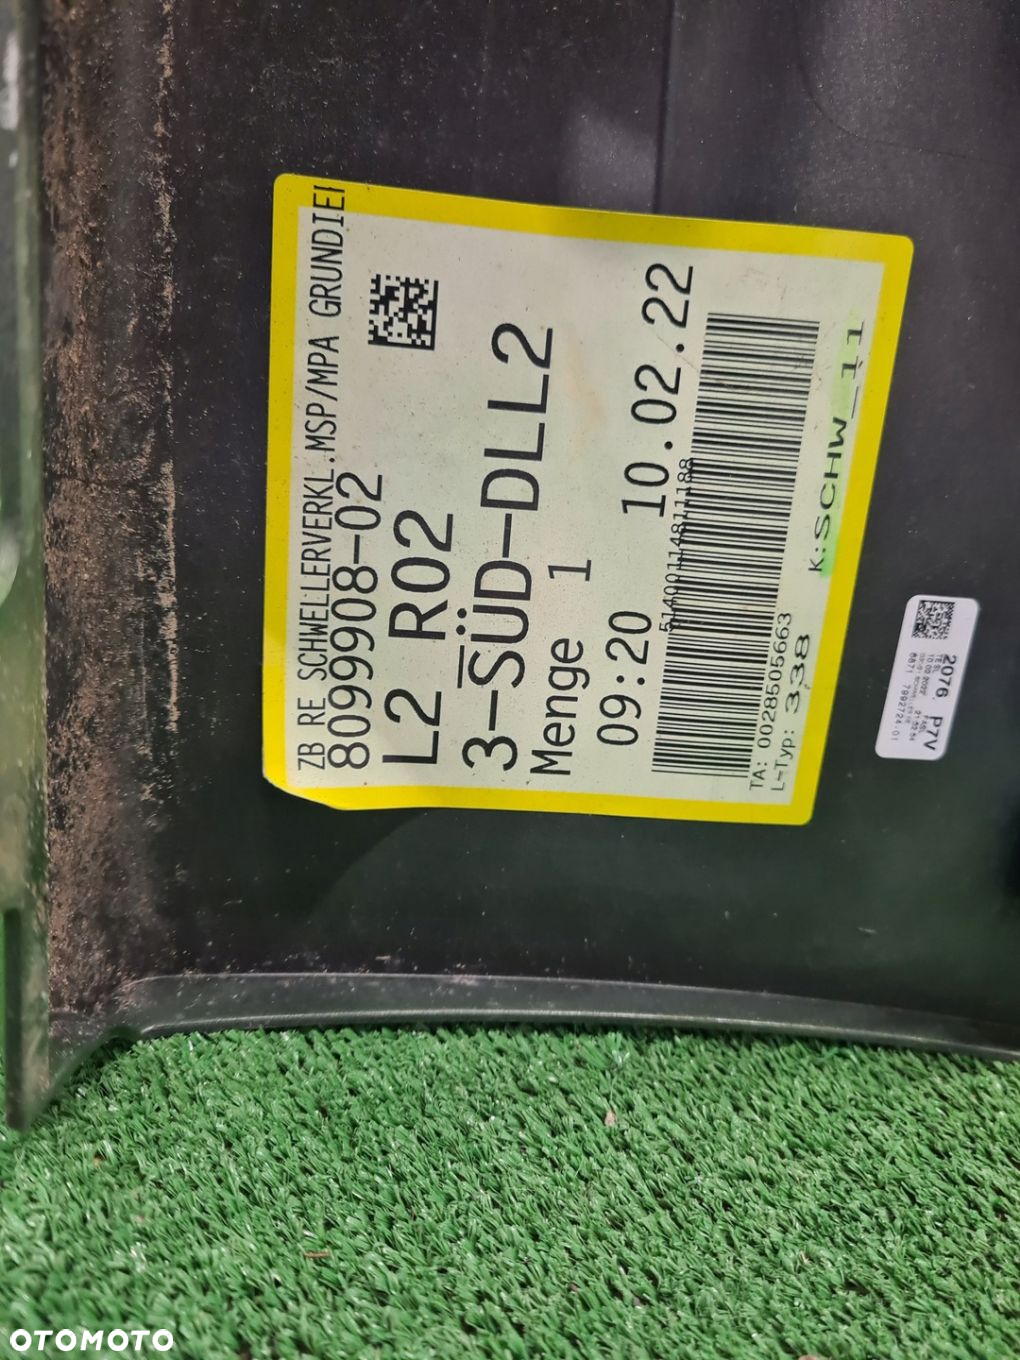 ZB RE SCHWELLERVERKL.MSP/MPA GRUNDIE
8099908-02
L2 R02
3-SÜD-DLL2
Menge 1
09:20 10.02.22
51400114811188
TA: 0028505663
L-Typ: 338 K:SCHW_11
2076 P7V
OTOMOTO